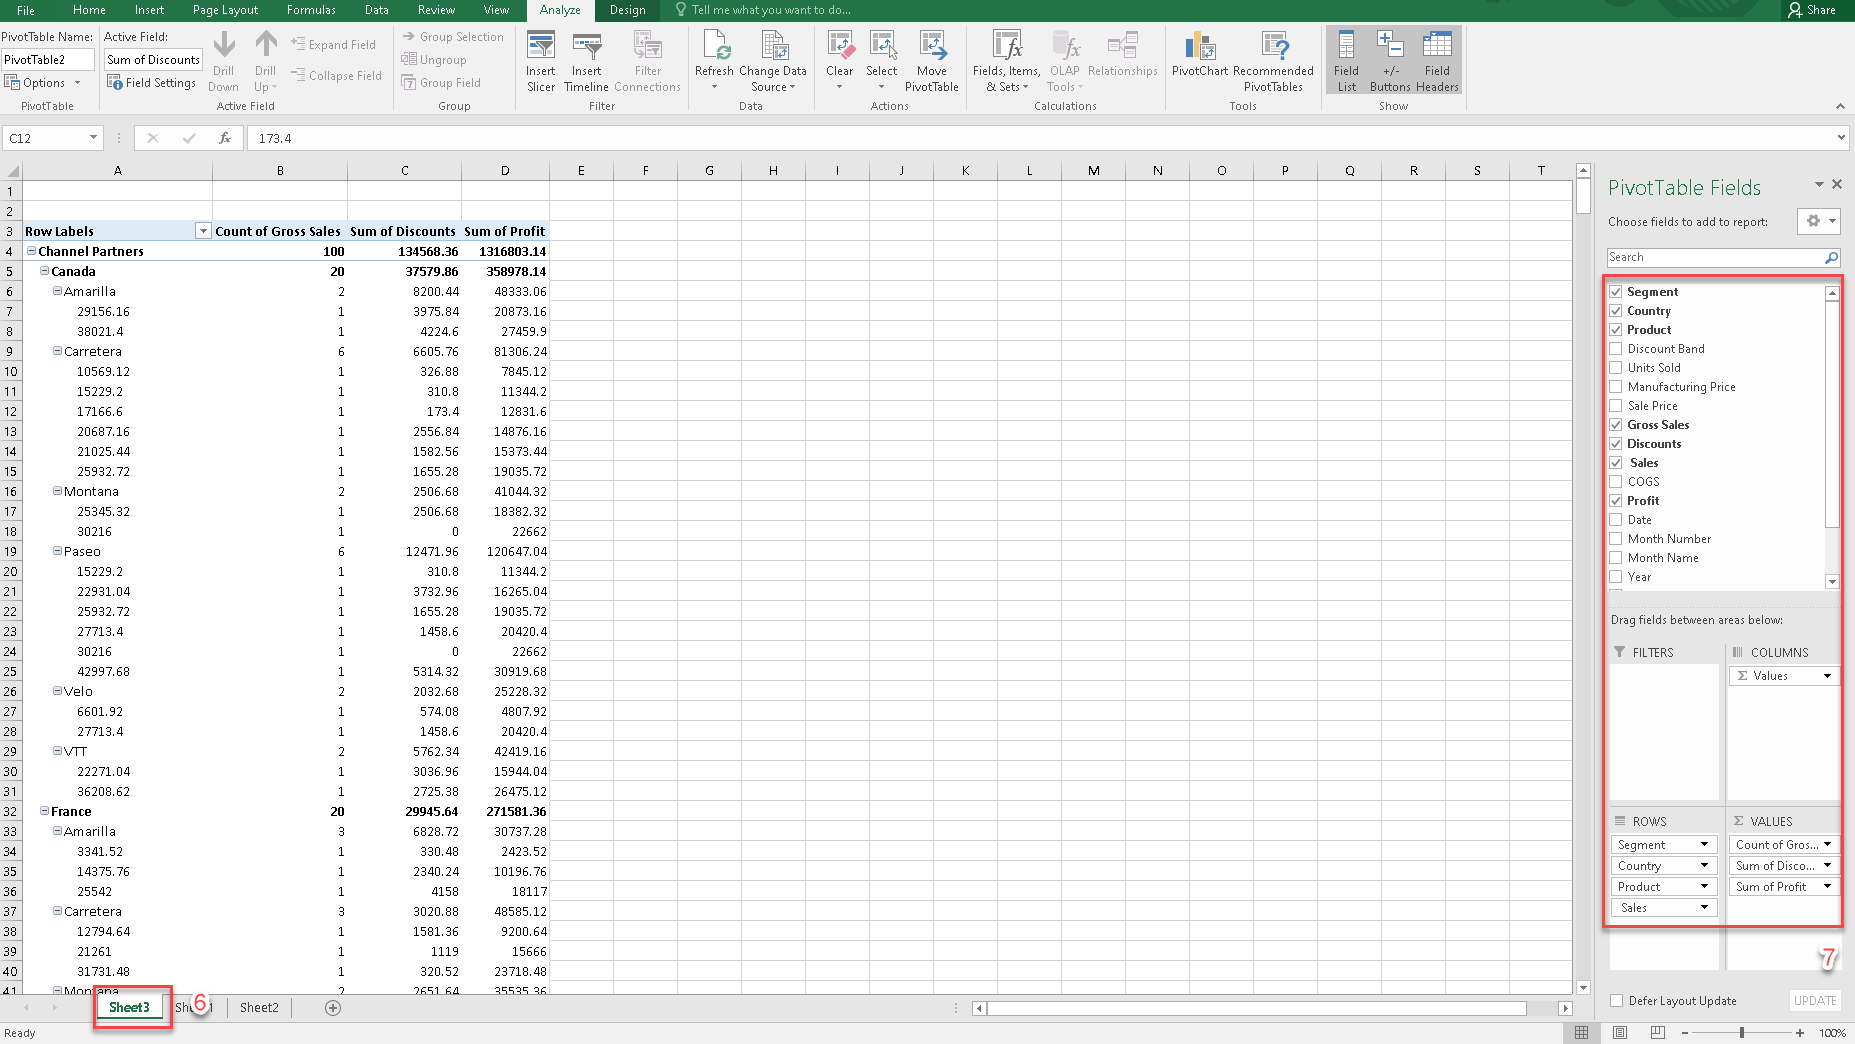 File Home Insert Page Layout Formulas Data Review View Analyze Design Tell me what you want to do... Share
PivotTable Name:
PivotTable2
Options
PivotTable
Active Field:
Sum of Discounts
Field Settings
Drill Down
Drill Up
Expand Field
Collapse Field
Active Field
Group Selection
Ungroup
Group Field
Group
Insert Slicer
Insert Timeline
Filter Connections
Filter
Refresh
Change Data Source
Data
Clear
Select
Move PivotTable
Actions
Fields, Items, & Sets
OLAP Tools
Relationships
Calculations
PivotChart
Recommended PivotTables
Tools
Field List
+/- Buttons
Field Headers
Show
C12 fx 173.4
A B C D E F G H I J K L M N O P Q R S T
1
2
3 Row Labels Count of Gross Sales Sum of Discounts Sum of Profit
4 Channel Partners 100 134568.36 1316803.14
5 Canada 20 37579.86 358978.14
6 Amarilla 2 8200.44 48333.06
7 29156.16 1 3975.84 20873.16
8 38021.4 1 4224.6 27459.9
9 Carretera 6 6605.76 81306.24
10 10569.12 1 326.88 7845.12
11 15229.2 1 310.8 11344.2
12 17166.6 1 173.4 12831.6
13 20687.16 1 2556.84 14876.16
14 21025.44 1 1582.56 15373.44
15 25932.72 1 1655.28 19035.72
16 Montana 2 2506.68 41044.32
17 25345.32 1 2506.68 18382.32
18 30216 1 0 22662
19 Paseo 6 12471.96 120647.04
20 15229.2 1 310.8 11344.2
21 22931.04 1 3732.96 16265.04
22 25932.72 1 1655.28 19035.72
23 27713.4 1 1458.6 20420.4
24 30216 1 0 22662
25 42997.68 1 5314.32 30919.68
26 Velo 2 2032.68 25228.32
27 6601.92 1 574.08 4807.92
28 27713.4 1 1458.6 20420.4
29 VTT 2 5762.34 42419.16
30 22271.04 1 3036.96 15944.04
31 36208.62 1 2725.38 26475.12
32 France 20 29945.64 271581.36
33 Amarilla 3 6828.72 30737.28
34 3341.52 1 330.48 2423.52
35 14375.76 1 2340.24 10196.76
36 25542 1 4158 18117
37 Carretera 3 3020.88 48585.12
38 12794.64 1 1581.36 9200.64
39 21261 1 1119 15666
40 31731.48 1 320.52 23718.48
41 Montana 2 2651.64 35535.36
Sheet3 6 Sheet2
Ready
PivotTable Fields
Choose fields to add to report:
Search
Segment
Country
Product
Discount Band
Units Sold
Manufacturing Price
Sale Price
Gross Sales
Discounts
Sales
COGS
Profit
Date
Month Number
Month Name
Year
Drag fields between areas below:
FILTERS
COLUMNS
Σ Values
ROWS
Segment
Country
Product
Sales
Σ VALUES
Count of Gros...
Sum of Disco...
Sum of Profit
7
Defer Layout Update UPDATE
100%